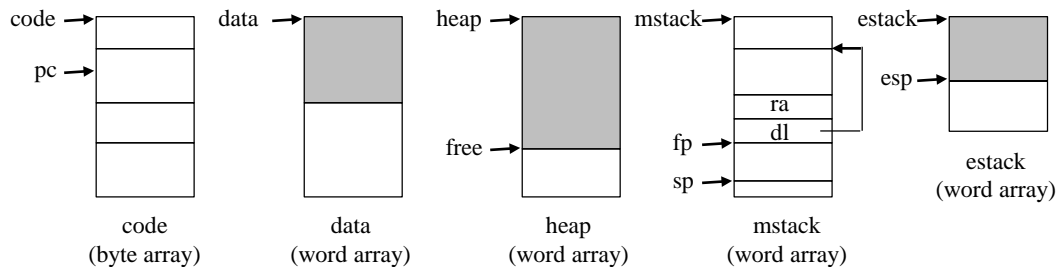 code
pc
code
(byte array)
data
data
(word array)
heap
free
heap
(word array)
mstack
ra
dl
fp
sp
mstack
(word array)
estack
esp
estack
(word array)